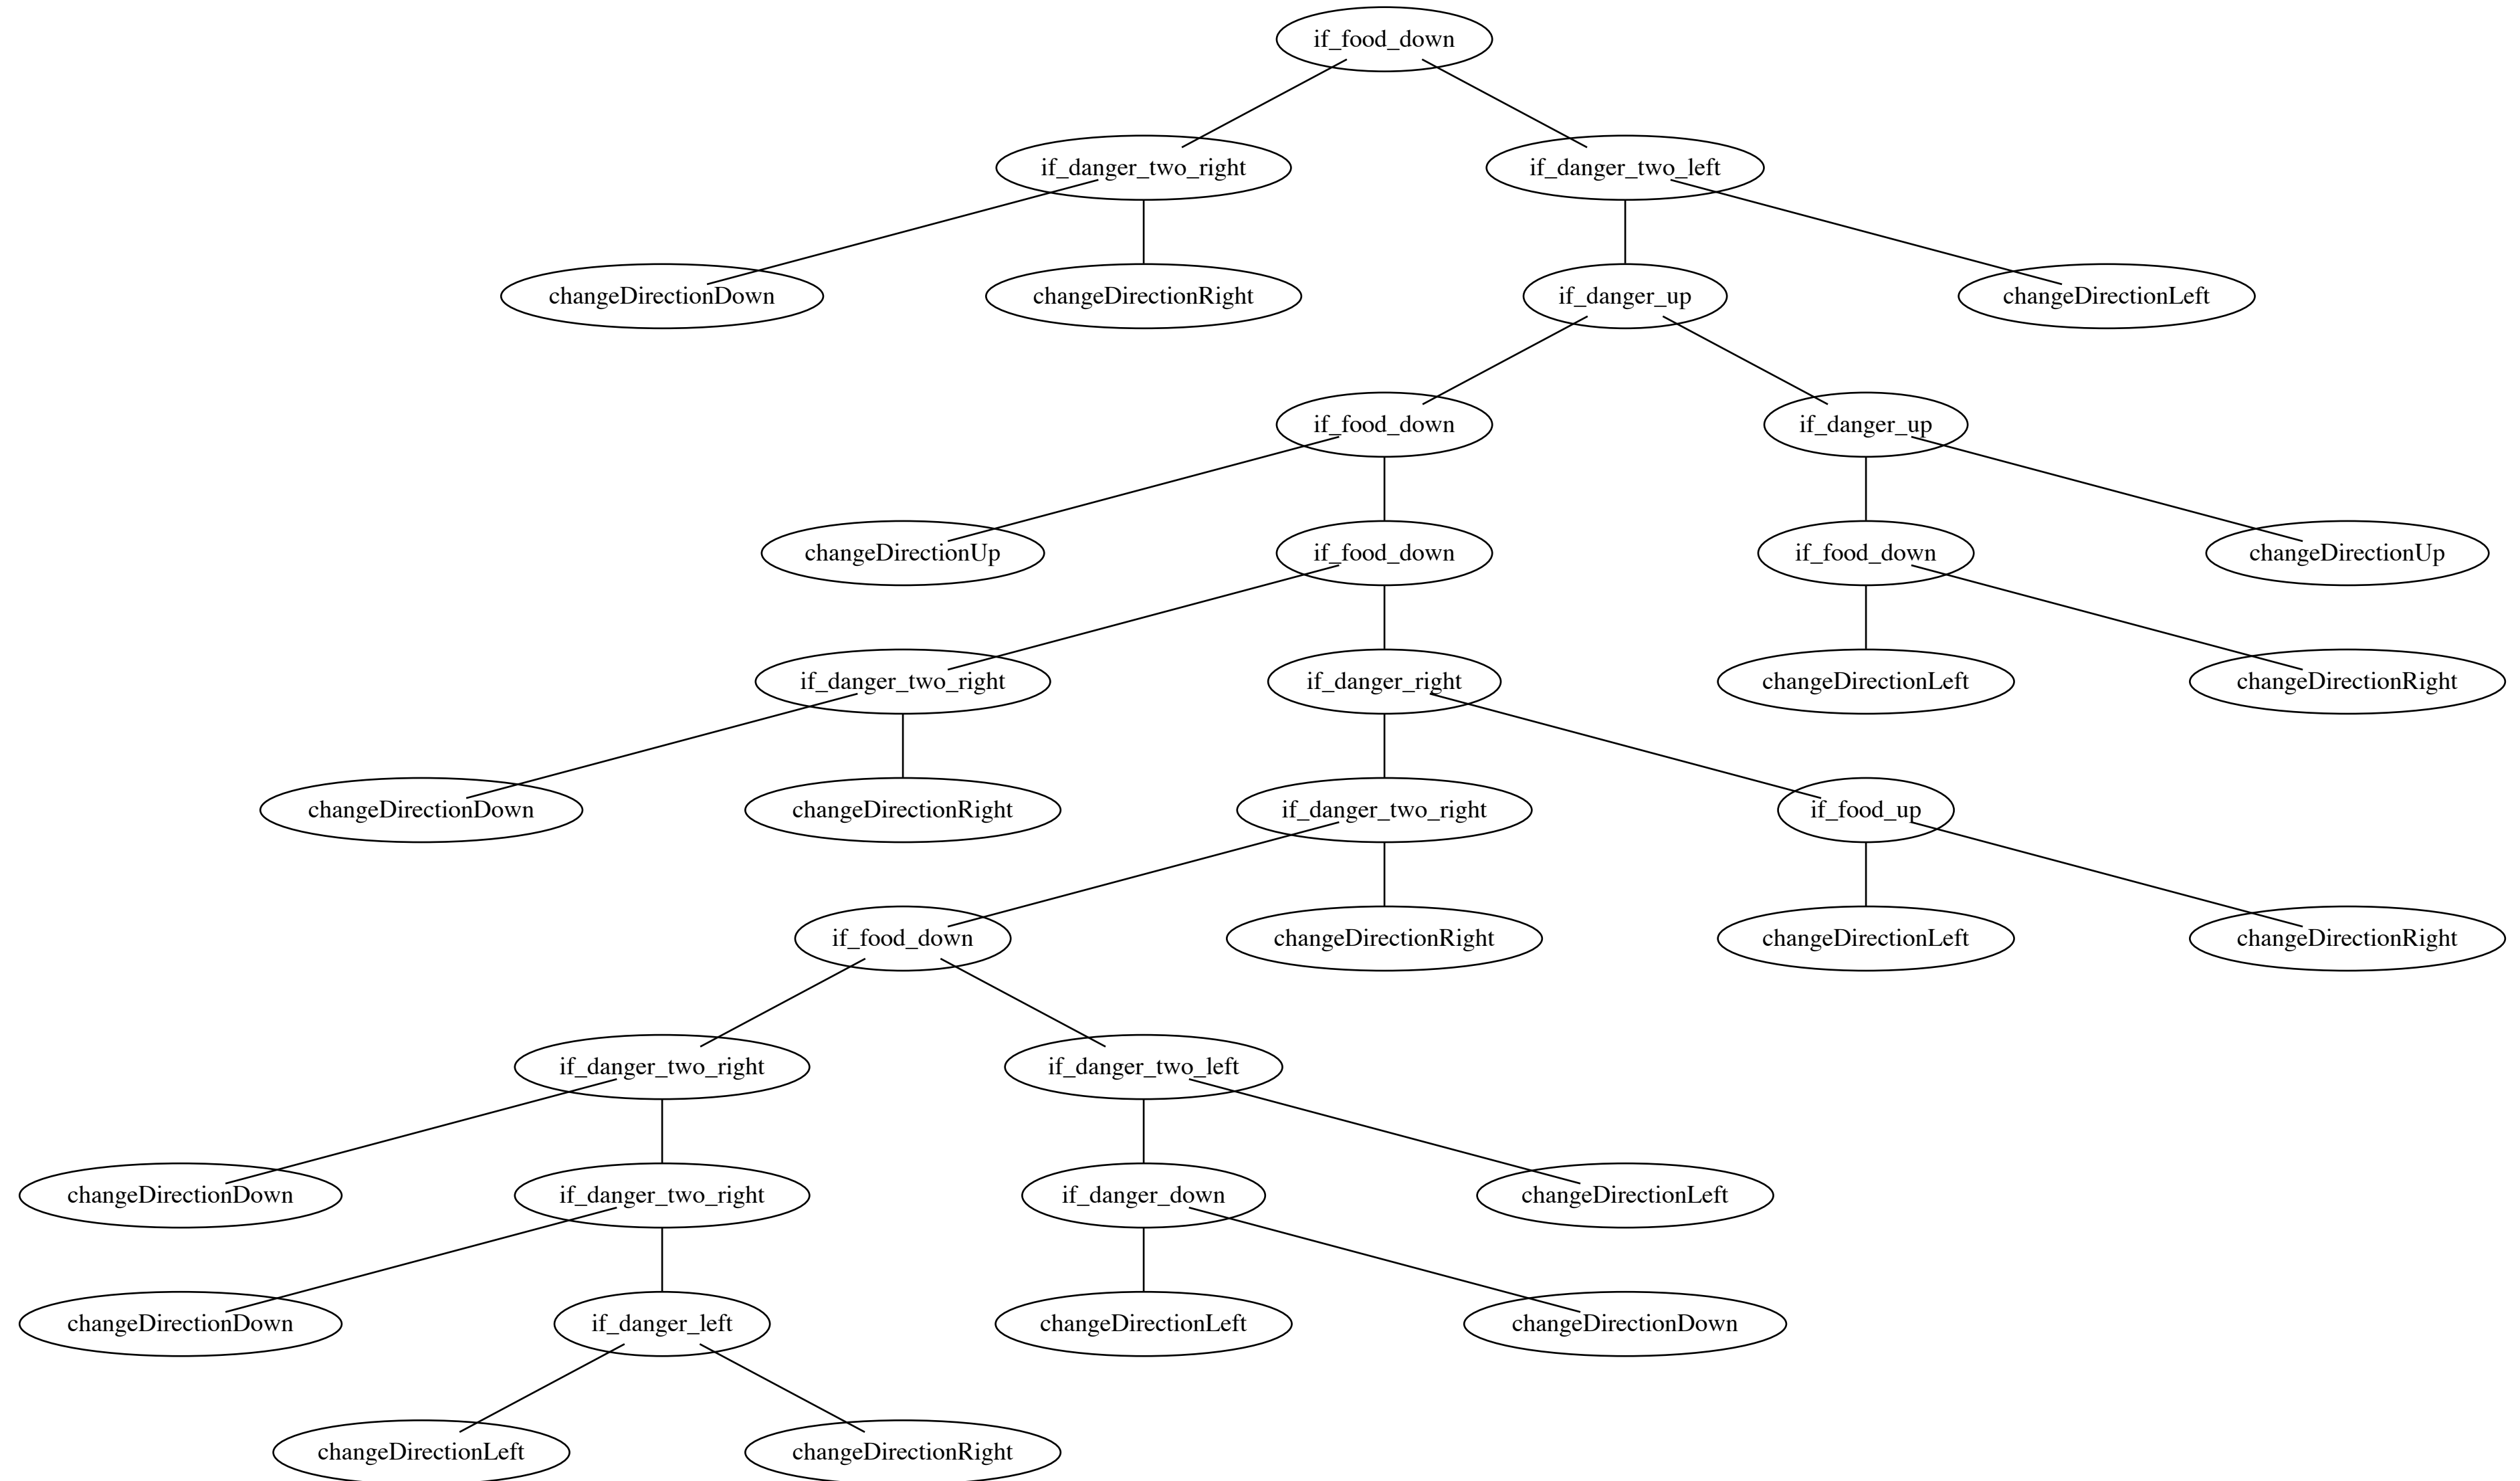 if_food_down
if_danger_two_right
if_danger_two_left
changeDirectionDown
changeDirectionRight
if_danger_up
changeDirectionLeft
if_food_down
if_danger_up
changeDirectionUp
if_food_down
if_food_down
changeDirectionUp
if_danger_two_right
if_danger_right
changeDirectionLeft
changeDirectionRight
changeDirectionDown
changeDirectionRight
if_danger_two_right
if_food_up
if_food_down
changeDirectionRight
changeDirectionLeft
changeDirectionRight
if_danger_two_right
if_danger_two_left
changeDirectionDown
if_danger_two_right
if_danger_down
changeDirectionLeft
changeDirectionDown
if_danger_left
changeDirectionLeft
changeDirectionDown
changeDirectionLeft
changeDirectionRight